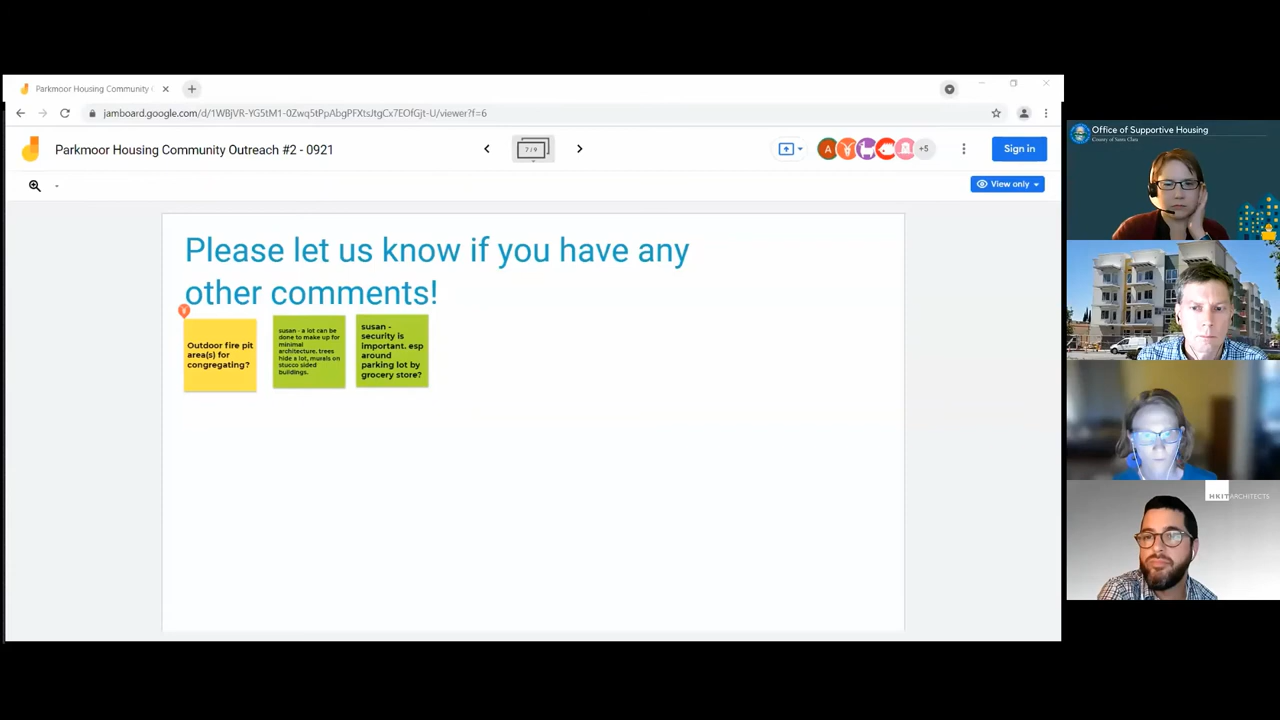 Parkmoor Housing Community
jamboard.google.com/d/1WBjVR-YG5tM1-0Zwq5tPpAbgPFXtsJtgCx7EOfGjt-U/viewer?f=6
Parkmoor Housing Community Outreach #2 - 0921
7/9
A
+5
Sign in
View only
Please let us know if you have any
other comments!
Outdoor fire pit
area(s) for
congregating?
susan - a lot can be
done to make up for
minimal
architecture. trees
hide a lot, murals on
stucco sided
buildings.
susan -
security is
important. esp
around
parking lot by
grocery store?
Office of Supportive Housing
County of Santa Clara
HKIT ARCHITECTS